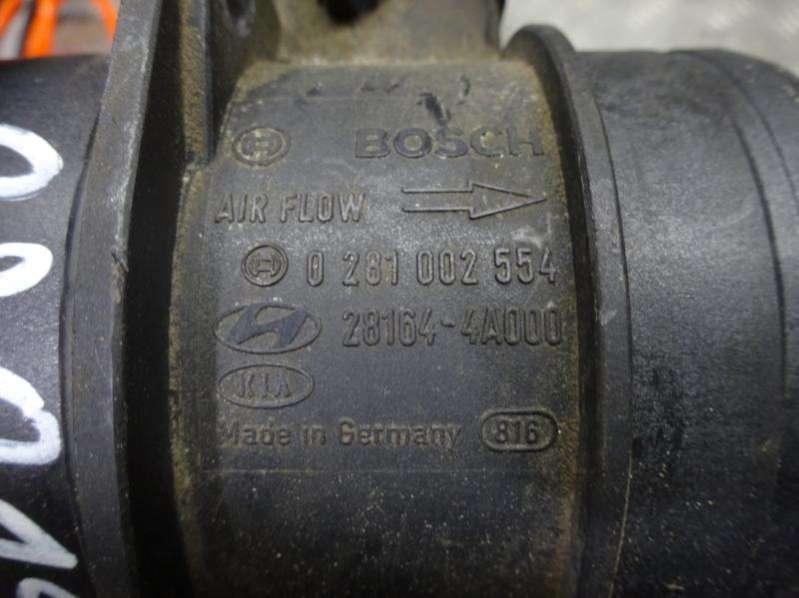 BOSCH
AIR FLOW
0 281 002 554
28164-4A000
KIA
Made in Germany 816